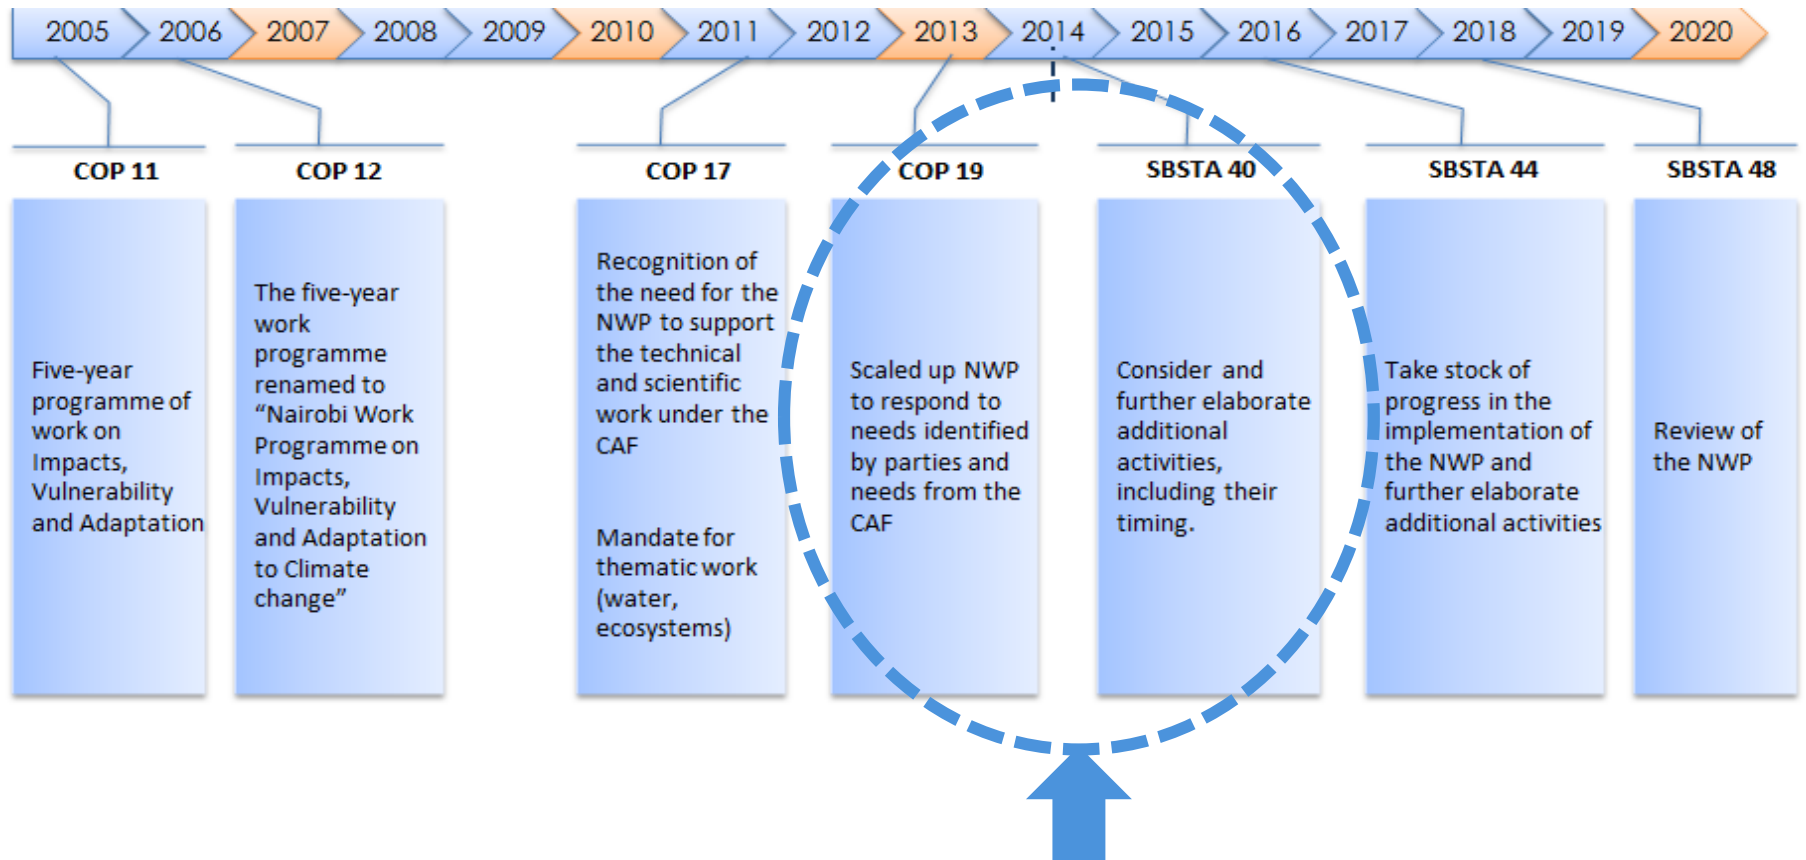 2005 2006 2007 2008 2009 2010 2011 2012 2013 2014 2015 2016 2017 2018 2019 2020
COP 11
Five-year
programme of
work on
Impacts,
Vulnerability
and Adaptation
COP 12
The five-year
work
programme
renamed to
“Nairobi Work
Programme on
Impacts,
Vulnerability
and Adaptation
to Climate
change”
COP 17
Recognition of
the need for the
NWP to support
the technical
and scientific
work under the
CAF
Mandate for
thematic work
(water,
ecosystems)
COP 19
Scaled up NWP
to respond to
needs identified
by parties and
needs from the
CAF
SBSTA 40
Consider and
further elaborate
additional
activities,
including their
timing.
SBSTA 44
Take stock of
progress in the
implementation of
the NWP and
further elaborate
additional activities
SBSTA 48
Review of
the NWP